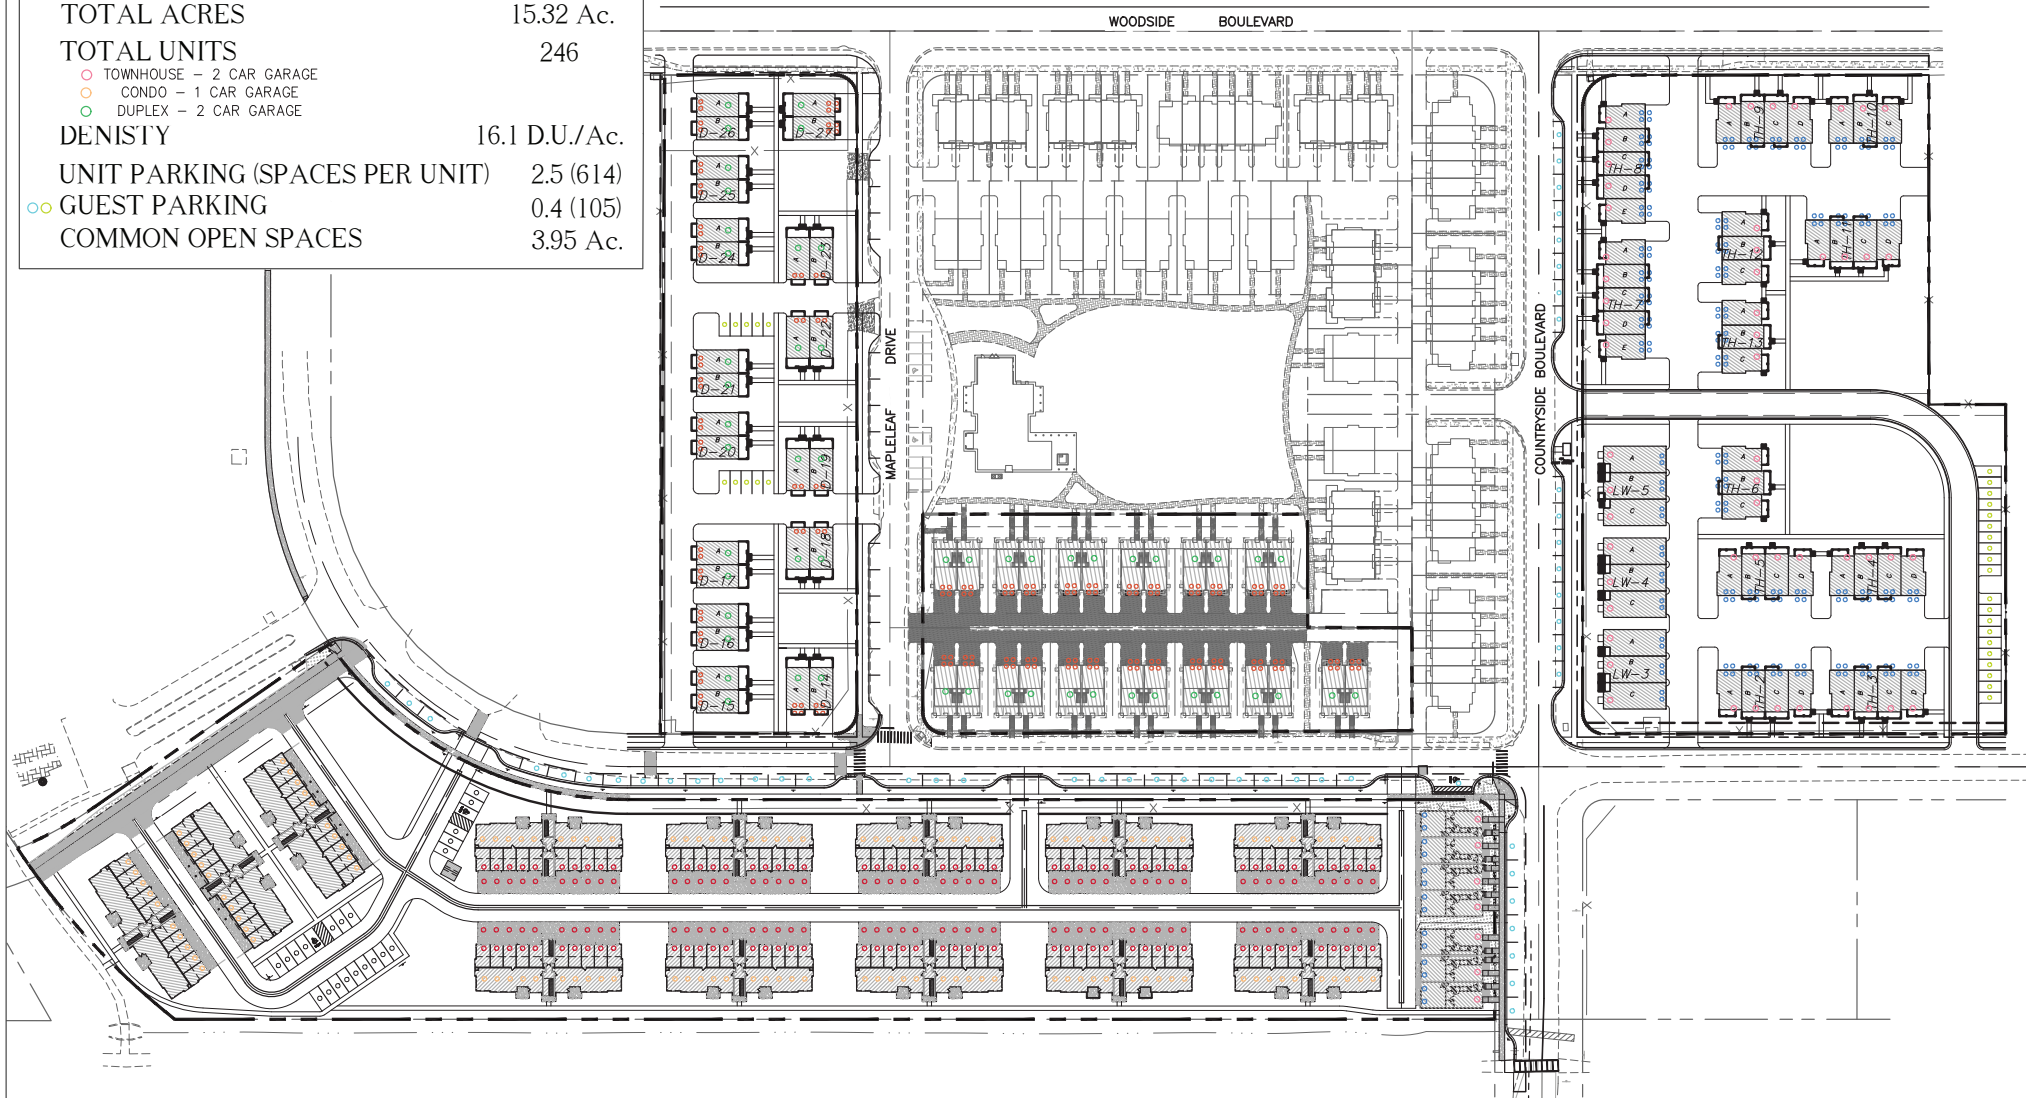 TOTAL ACRES 15.32 Ac.
TOTAL UNITS 246
TOWNHOUSE – 2 CAR GARAGE
CONDO – 1 CAR GARAGE
DUPLEX – 2 CAR GARAGE
DENISTY 16.1 D.U./Ac.
UNIT PARKING (SPACES PER UNIT) 2.5 (614)
GUEST PARKING 0.4 (105)
COMMON OPEN SPACES 3.95 Ac.
WOODSIDE BOULEVARD
MAPLELEAF DRIVE
COUNTRYSIDE BOULEVARD
A B D-26
A B D-27
A B D-25
A B D-24
A B D-23
A B D-22
A B D-21
A B D-20
A B D-19
A B D-18
A B D-17
A B D-16
A B D-15
A B D-14
A B C D E TH-8
A B C D E TH-7
A B C D TH-9
A B C TH-10
A B C D TH-11
A B C TH-12
A B C TH-13
A B C LW-5
A B C LW-4
A B C LW-3
A B C TH-6
A B C D TH-5
A B C D TH-4
A B C D TH-2
A B C D TH-3